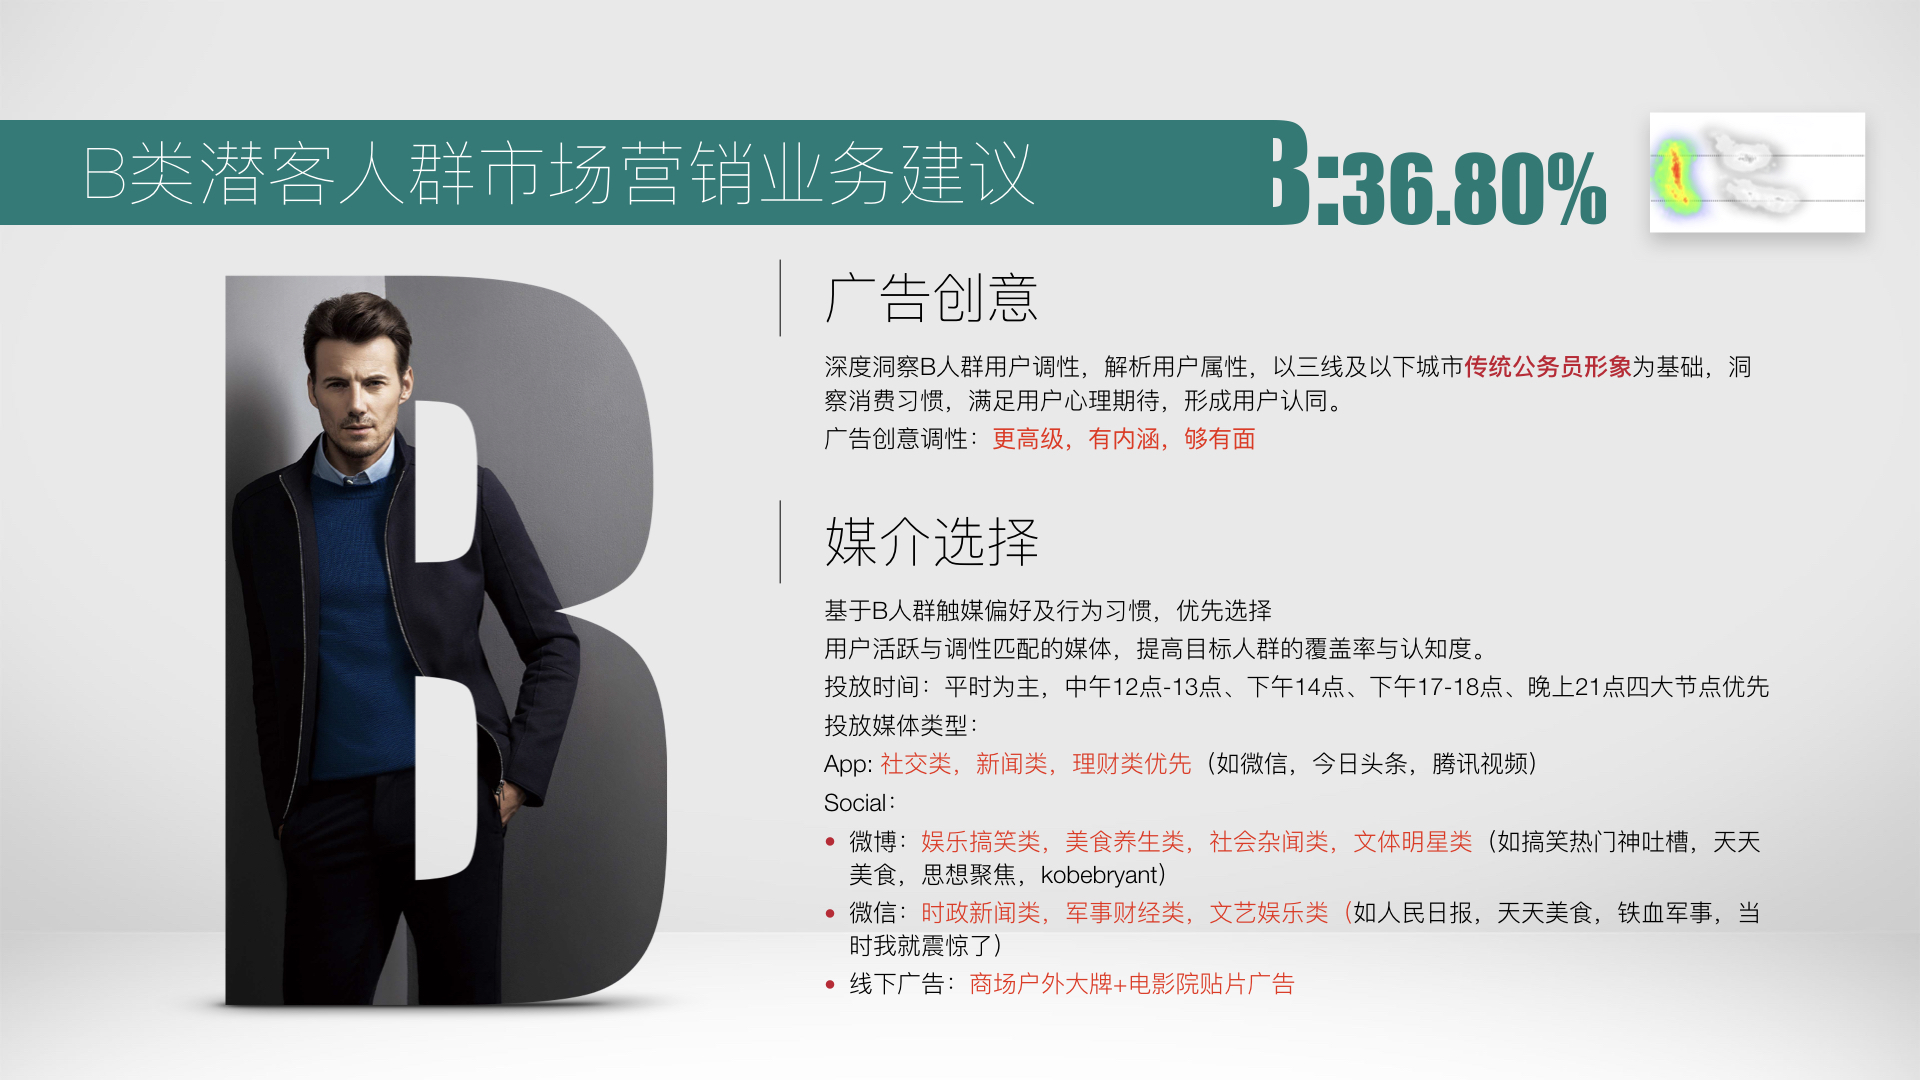 B类潜客人群市场营销业务建议
B:36.80%
广告创意
深度洞察B人群用户调性，解析用户属性，以三线及以下城市传统公务员形象为基础，洞
察消费习惯，满足用户心理期待，形成用户认同。
广告创意调性：更高级，有内涵，够有面
媒介选择
基于B人群触媒偏好及行为习惯，优先选择
用户活跃与调性匹配的媒体，提高目标人群的覆盖率与认知度。
投放时间：平时为主，中午12点-13点、下午14点、下午17-18点、晚上21点四大节点优先
投放媒体类型：
App: 社交类，新闻类，理财类优先（如微信，今日头条，腾讯视频）
Social：
• 微博：娱乐搞笑类，美食养生类，社会杂闻类，文体明星类（如搞笑热门神吐槽，天天
美食，思想聚焦，kobebryant）
• 微信：时政新闻类，军事财经类，文艺娱乐类（如人民日报，天天美食，铁血军事，当
时我就震惊了）
• 线下广告：商场户外大牌+电影院贴片广告
B